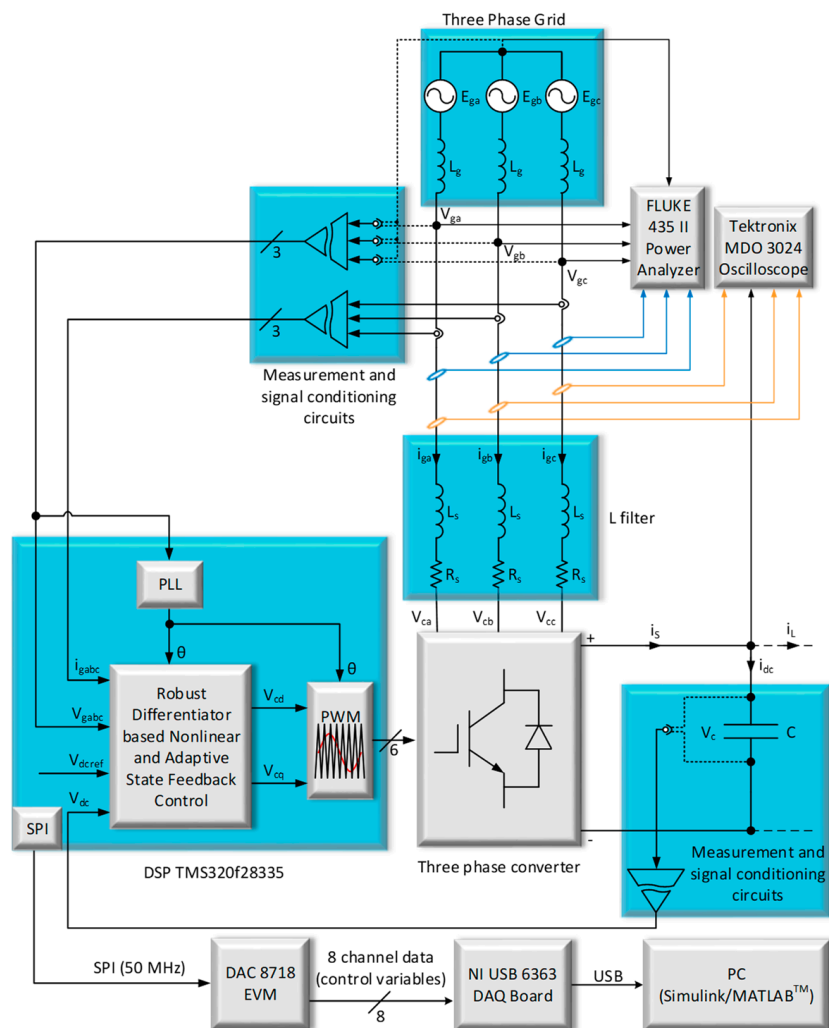 Three Phase Grid
Ega
Egb
Egc
Lg
Lg
Lg
Vga
Vgb
Vgc
FLUKE
435 II
Power
Analyzer
Tektronix
MDO 3024
Oscilloscope
3
3
Measurement and
signal conditioning
circuits
iga
igb
igc
Ls
Ls
Ls
Rs
Rs
Rs
L filter
Vca
Vcb
Vcc
PLL
θ
θ
igabc
Vgabc
Vdcref
Vdc
Robust
Differentiator
based Nonlinear
and Adaptive
State Feedback
Control
Vcd
Vcq
PWM
6
SPI
DSP TMS320f28335
+
-
Three phase converter
iS
iL
idc
Vc
C
Measurement and
signal conditioning
circuits
SPI (50 MHz)
DAC 8718
EVM
8 channel data
(control variables)
8
NI USB 6363
DAQ Board
USB
PC
(Simulink/MATLAB™)